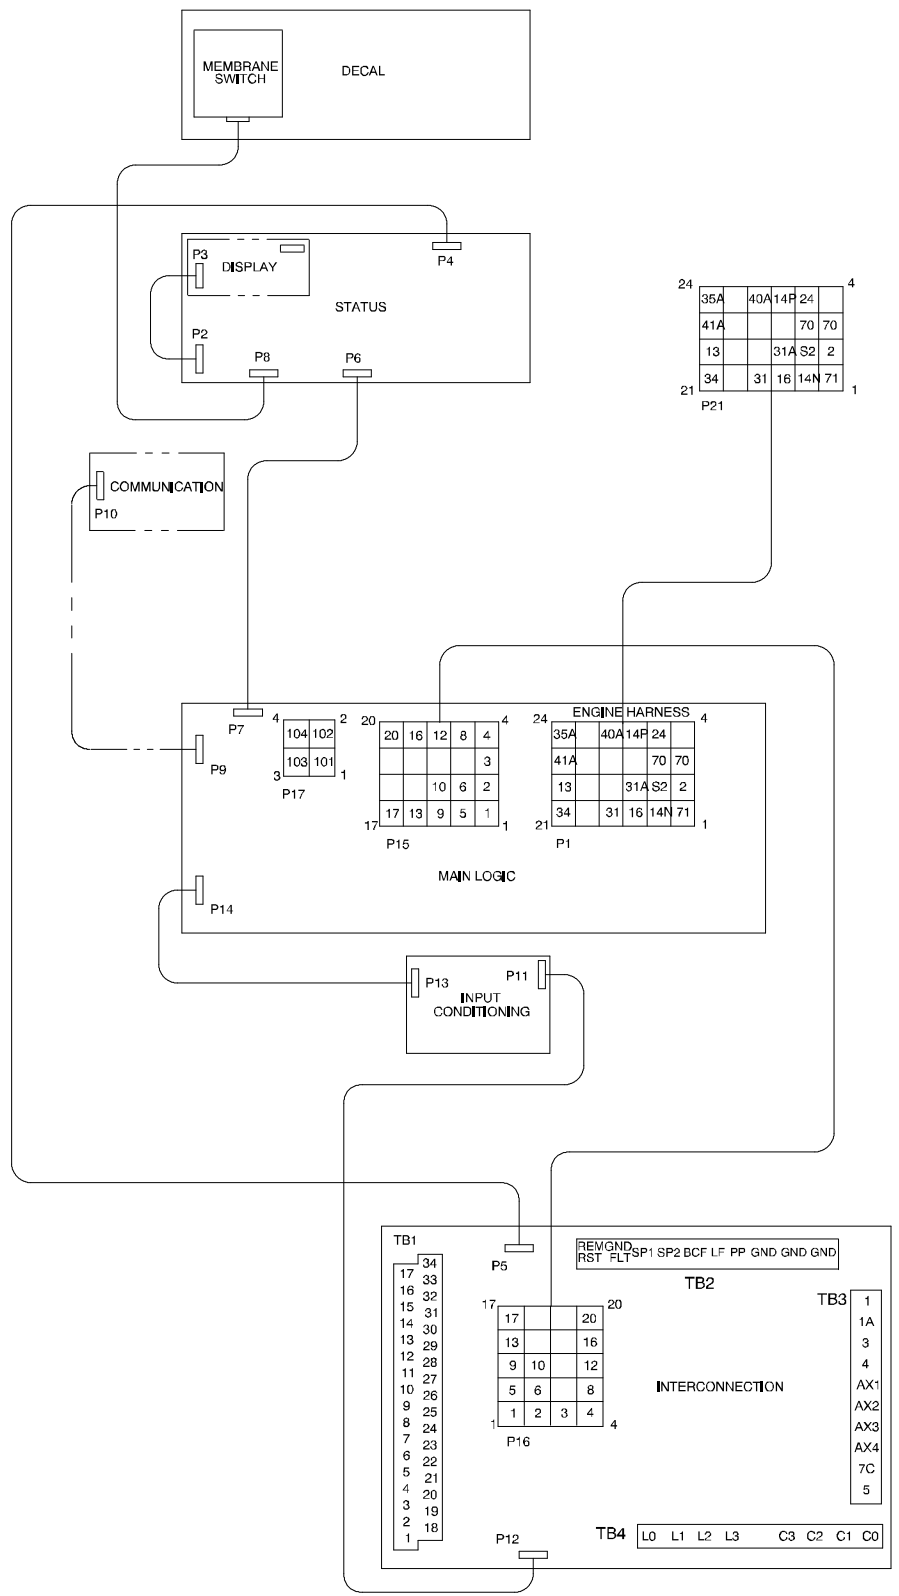 MEMBRANE
SWITCH
DECAL
P4
P3
DISPLAY
STATUS
P2
P8
P6
24 4
35A 40A 14P 24
41A 70 70
13 31A S2 2
34 31 16 14N 71
21 1
P21
COMMUNICATION
P10
P7
P9
4 2
104 102
103 101
3 1
P17
20 4
20 16 12 8 4
3
10 6 2
17 13 9 5 1
17 1
P15
ENGINE HARNESS
24 4
35A 40A 14P 24
41A 70 70
13 31A S2 2
34 31 16 14N 71
21 1
P1
MAIN LOGIC
P14
P13
P11
INPUT
CONDITIONING
TB1
34
17 33
16 32
15 31
14 30
13 29
12 28
11 27
10 26
9 25
8 24
7 23
6 22
5 21
4 20
3 19
2 18
1
P5
REM GND SP1 SP2 BCF LF PP GND GND GND
RST FLT
TB2
TB3
1
1A
3
4
AX1
AX2
AX3
AX4
7C
5
17 20
17 20
13 16
9 10 12
5 6 8
1 2 3 4
1 4
P16
INTERCONNECTION
P12
TB4 L0 L1 L2 L3 C3 C2 C1 C0